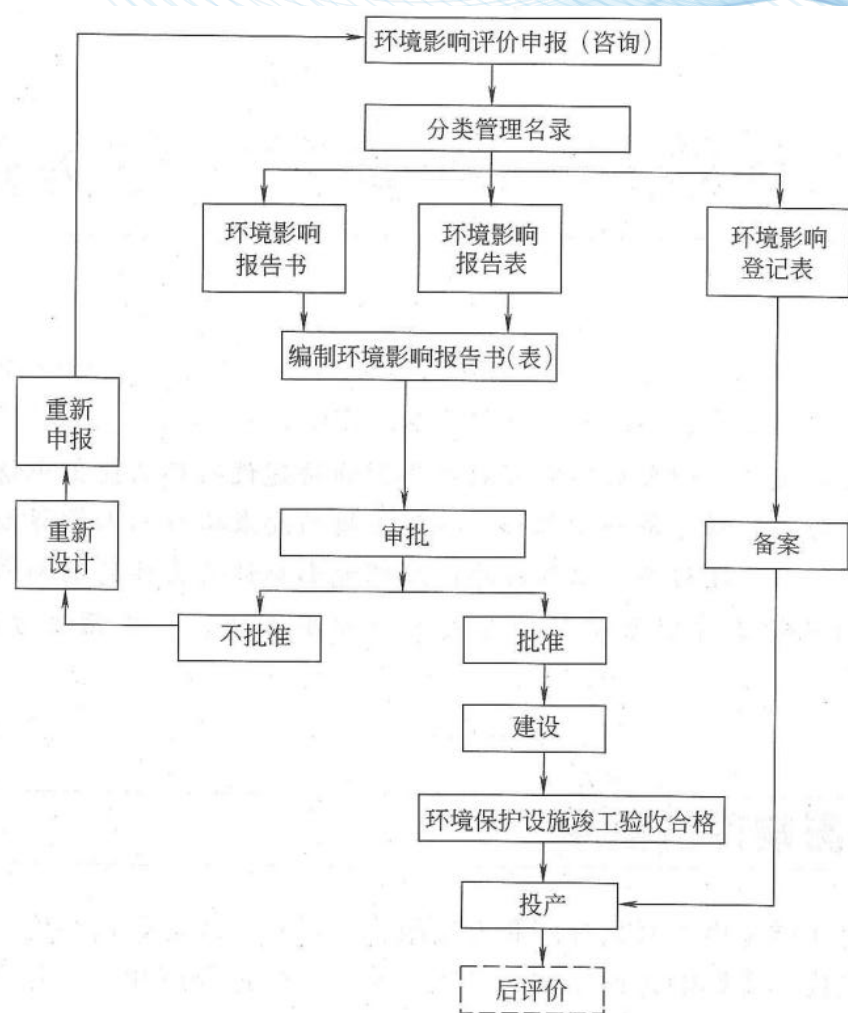 环境影响评价申报（咨询）
分类管理名录
环境影响
报告书
环境影响
报告表
环境影响
登记表
编制环境影响报告书(表)
重新
申报
重新
设计
审批
备案
不批准
批准
建设
环境保护设施竣工验收合格
投产
后评价